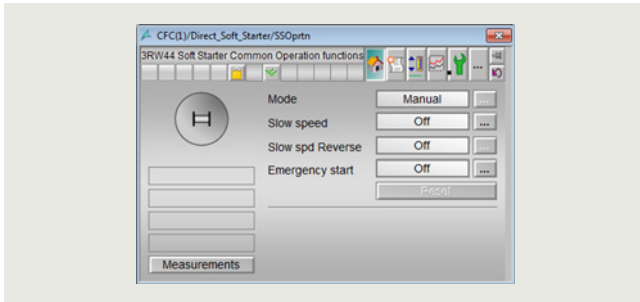 CFC(1)/Direct_Soft_Starter/SSOprtn
3RW44 Soft Starter Common Operation functions
...
Mode Manual ...
Slow speed Off ...
Slow spd Reverse Off ...
Emergency start Off ...
Reset
Measurements